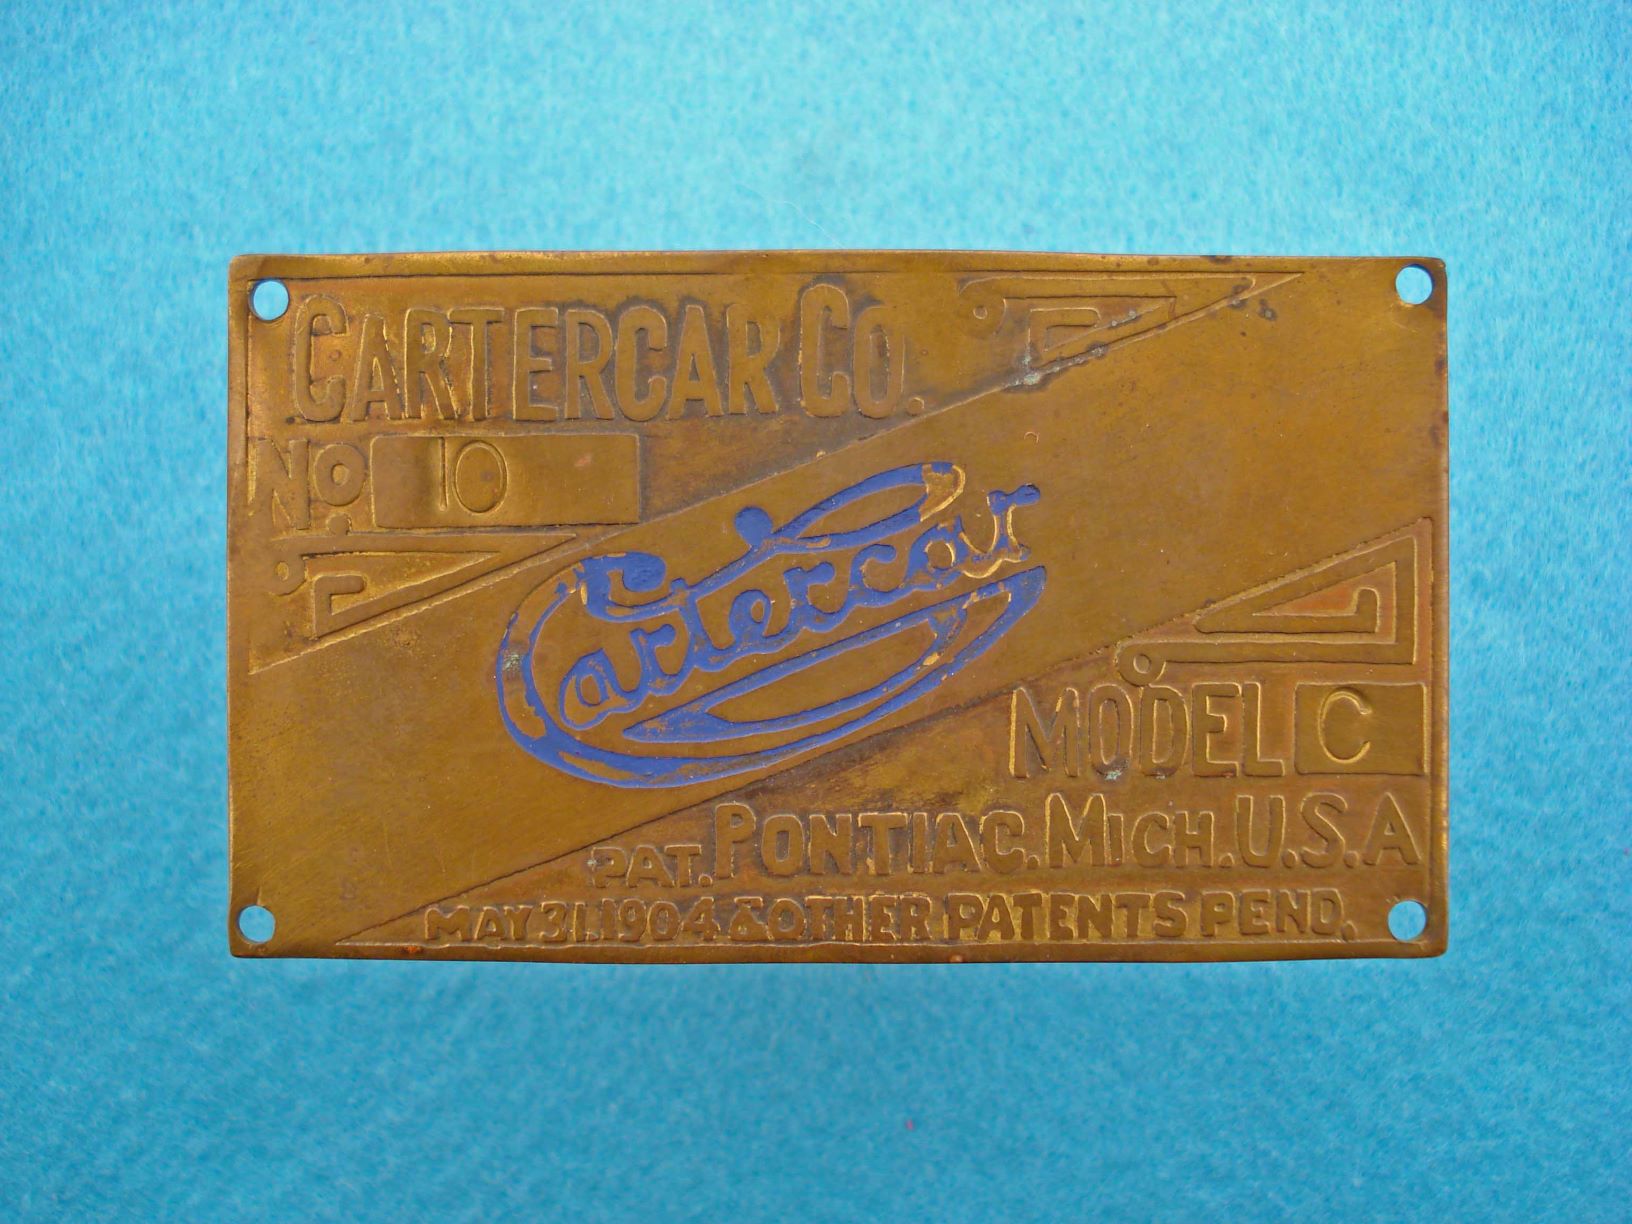 CARTERCAR CO.
No. 10
Cartercar
MODEL C
PONTIAC. MICH. U.S.A
PAT.
MAY 31. 1904 & OTHER PATENTS PEND.